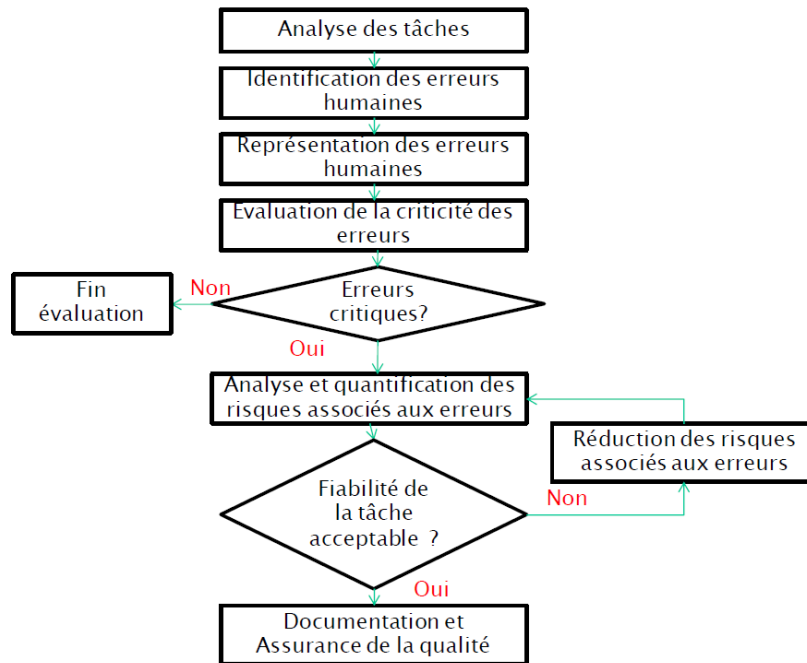 Analyse des tâches
Identification des erreurs
humaines
Représentation des erreurs
humaines
Evaluation de la criticité des
erreurs
Fin
évaluation
Non
Erreurs
critiques?
Oui
Analyse et quantification des
risques associés aux erreurs
Réduction des risques
associés aux erreurs
Fiabilité de
la tâche
acceptable ?
Non
Oui
Documentation et
Assurance de la qualité